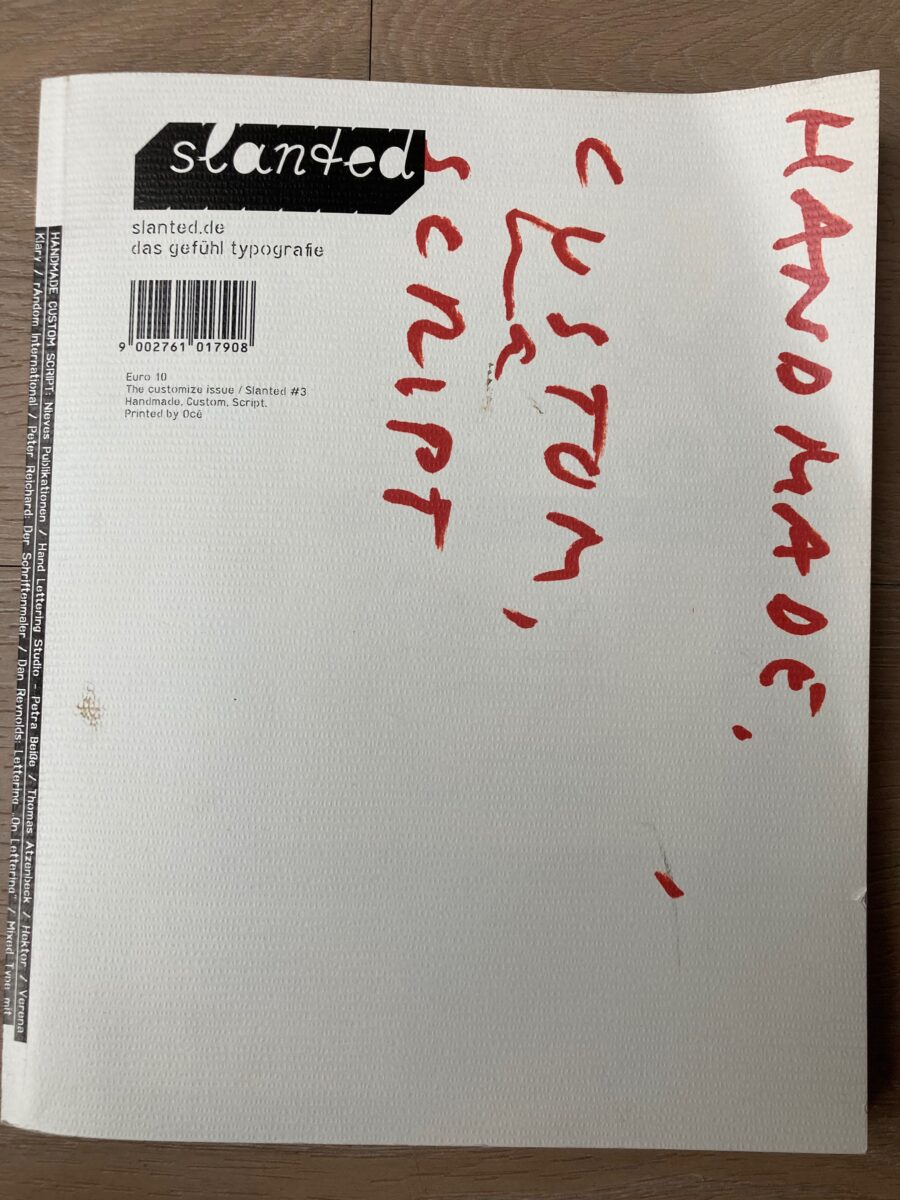 slanted
slanted.de
das gefühl typografie
9 002761 017908
Euro 10
The customize issue / Slanted #3
Handmade. Custom. Script.
Printed by Océ
HANDMADE,
CUSTOM,
SCRIPT
HANDMADE CUSTOM SCRIPT: Nieves Publikationen / Hand Lettering Studio - Petra Beiße / Thomas Atzenbeck / Hektor / Verena
Klary / rAndom International / Peter Reichard: Der Schriftenmaler / Dan Reynolds: Lettering „On Lettering“ / Mixed Type mit